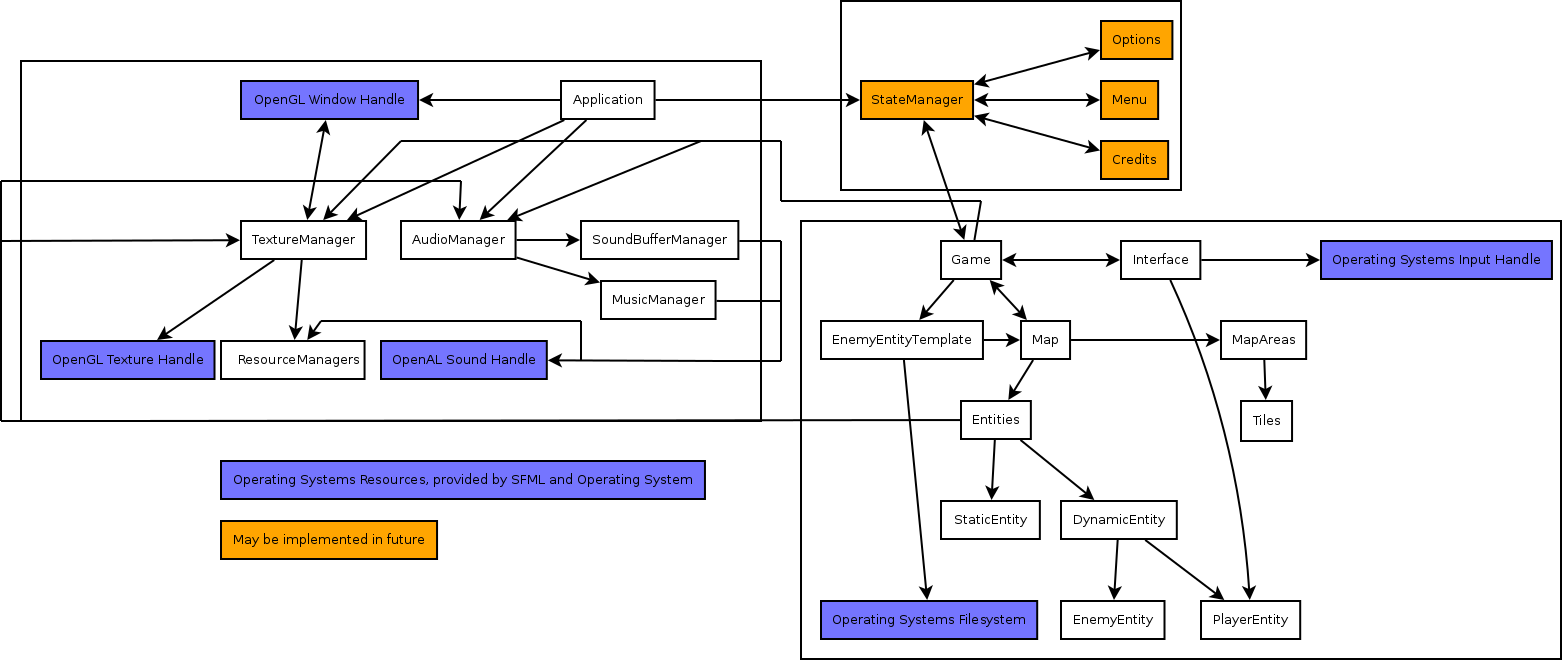 Options
OpenGL Window Handle
Application
StateManager
Menu
Credits
TextureManager
AudioManager
SoundBufferManager
MusicManager
OpenGL Texture Handle
ResourceManagers
OpenAL Sound Handle
Game
Interface
Operating Systems Input Handle
EnemyEntityTemplate
Map
MapAreas
Entities
Tiles
StaticEntity
DynamicEntity
Operating Systems Filesystem
EnemyEntity
PlayerEntity
Operating Systems Resources, provided by SFML and Operating System
May be implemented in future